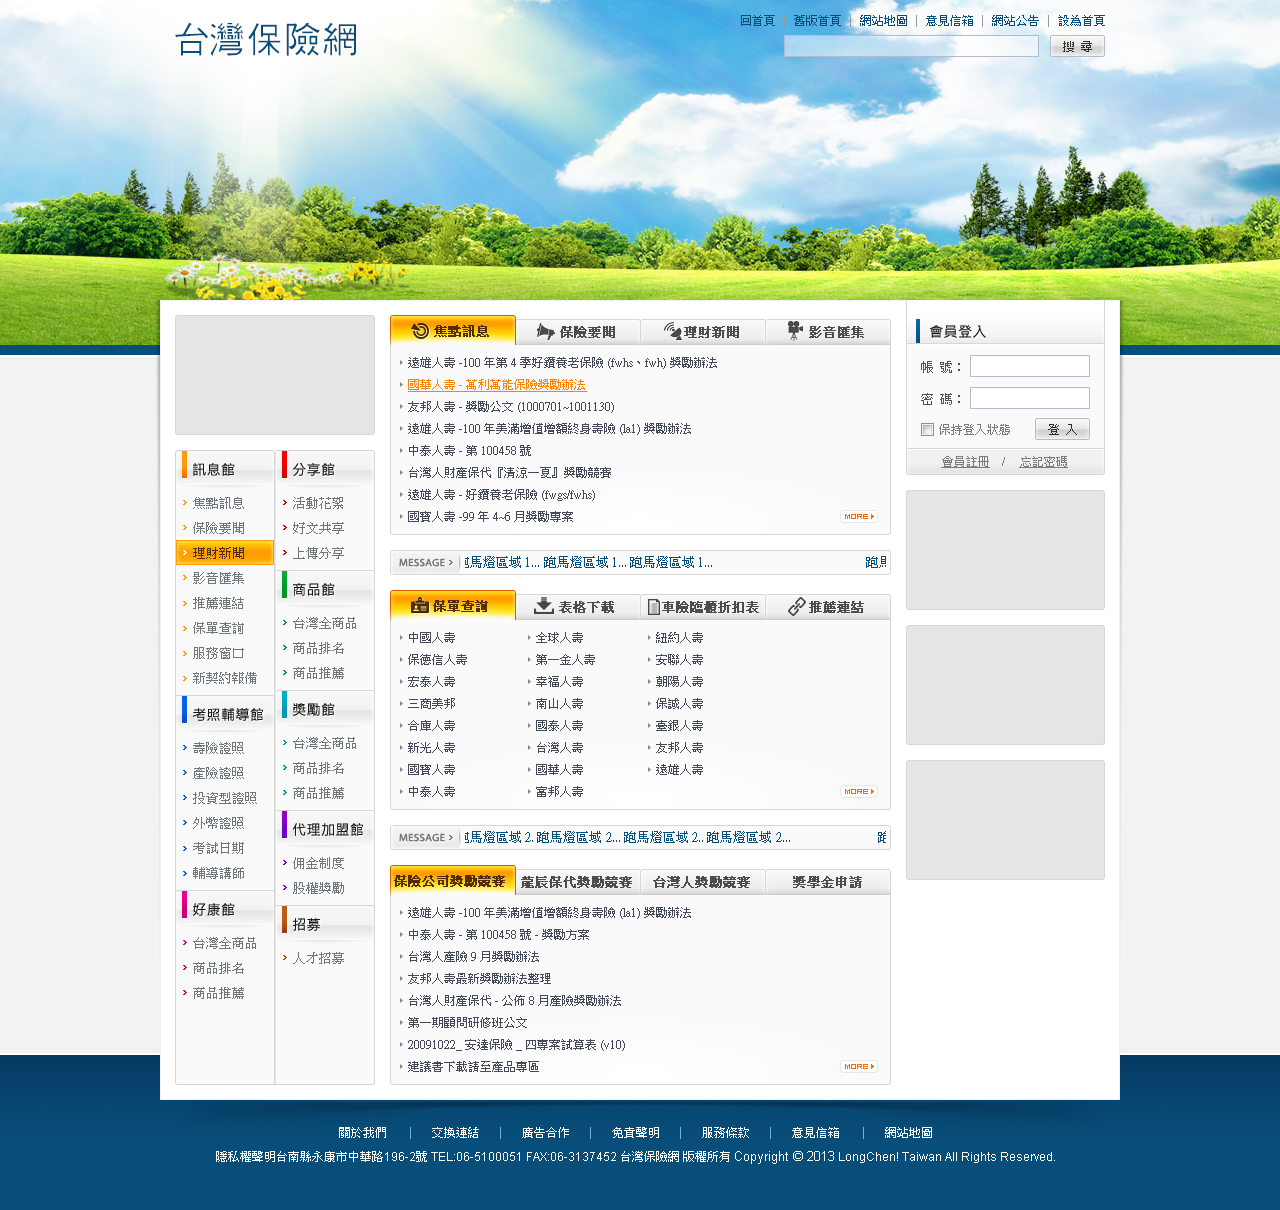 台灣保險網
回首頁 | 舊版首頁 | 網站地圖 | 意見信箱 | 網站公告 | 設為首頁
搜 尋
訊息館
焦點訊息
保險要聞
理財新聞
影音匯集
推薦連結
保單查詢
服務窗口
新契約報備
考照輔導館
壽險證照
產險證照
投資型證照
外幣證照
考試日期
輔導講師
好康館
台灣全商品
商品排名
商品推薦
分享館
活動花絮
好文共享
上傳分享
商品館
台灣全商品
商品排名
商品推薦
獎勵館
台灣全商品
商品排名
商品推薦
代理加盟館
佣金制度
股權獎勵
招募
人才招募
焦點訊息 保險要聞 理財新聞 影音匯集
遠雄人壽 -100 年第 4 季好鑽養老保險 (fwhs、fwh) 獎勵辦法
國華人壽 - 萬利萬能保險獎勵辦法
友邦人壽 - 獎勵公文 (1000701~1001130)
遠雄人壽 -100 年美滿增值增額終身壽險 (la1) 獎勵辦法
中泰人壽 - 第 100458 號
台灣人財產保代『清涼一夏』獎勵競賽
遠雄人壽 - 好鑽養老保險 (fwgs/fwhs)
國寶人壽 -99 年 4~6 月獎勵專案
MORE
MESSAGE 跑馬燈區域 1... 跑馬燈區域 1... 跑馬燈區域 1... 跑馬
保單查詢 表格下載 車險臨櫃折扣表 推薦連結
中國人壽 全球人壽 紐約人壽
保德信人壽 第一金人壽 安聯人壽
宏泰人壽 幸福人壽 朝陽人壽
三商美邦 南山人壽 保誠人壽
合庫人壽 國泰人壽 臺銀人壽
新光人壽 台灣人壽 友邦人壽
國寶人壽 國華人壽 遠雄人壽
中泰人壽 富邦人壽
MORE
MESSAGE 跑馬燈區域 2. 跑馬燈區域 2... 跑馬燈區域 2.. 跑馬燈區域 2... 跑
保險公司獎勵競賽 龍辰保代獎勵競賽 台灣人獎勵競賽 獎學金申請
遠雄人壽 -100 年美滿增值增額終身壽險 (la1) 獎勵辦法
中泰人壽 - 第 100458 號 - 獎勵方案
台灣人產險 9 月獎勵辦法
友邦人壽最新獎勵辦法整理
台灣人財產保代 - 公佈 8 月產險獎勵辦法
第一期顧問研修班公文
20091022_ 安達保險 _ 四專案試算表 (v10)
建議書下載請至產品專區
MORE
會員登入
帳 號：
密 碼：
保持登入狀態 登 入
會員註冊 / 忘記密碼
關於我們 | 交換連結 | 廣告合作 | 免責聲明 | 服務條款 | 意見信箱 | 網站地圖
隱私權聲明台南縣永康市中華路196-2號 TEL:06-5100051 FAX:06-3137452 台灣保險網 版權所有 Copyright © 2013 LongChen! Taiwan All Rights Reserved.